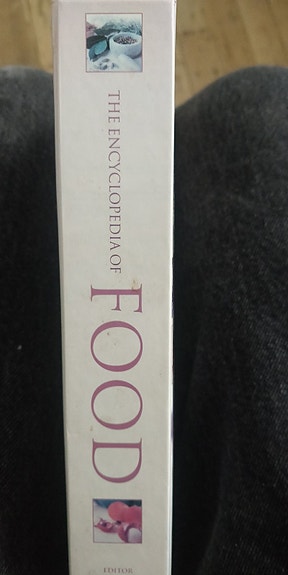 THE ENCYCLOPEDIA OF
FOOD
EDITOR